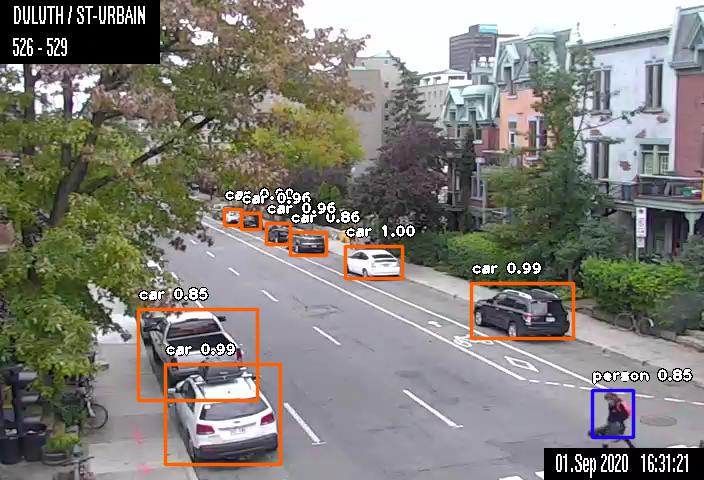 DULUTH / ST-URBAIN
526 - 529
car 0.96
car 0.96
car 0.86
car 1.00
car 0.99
car 0.85
car 0.99
person 0.85
01.Sep 2020 16:31:21